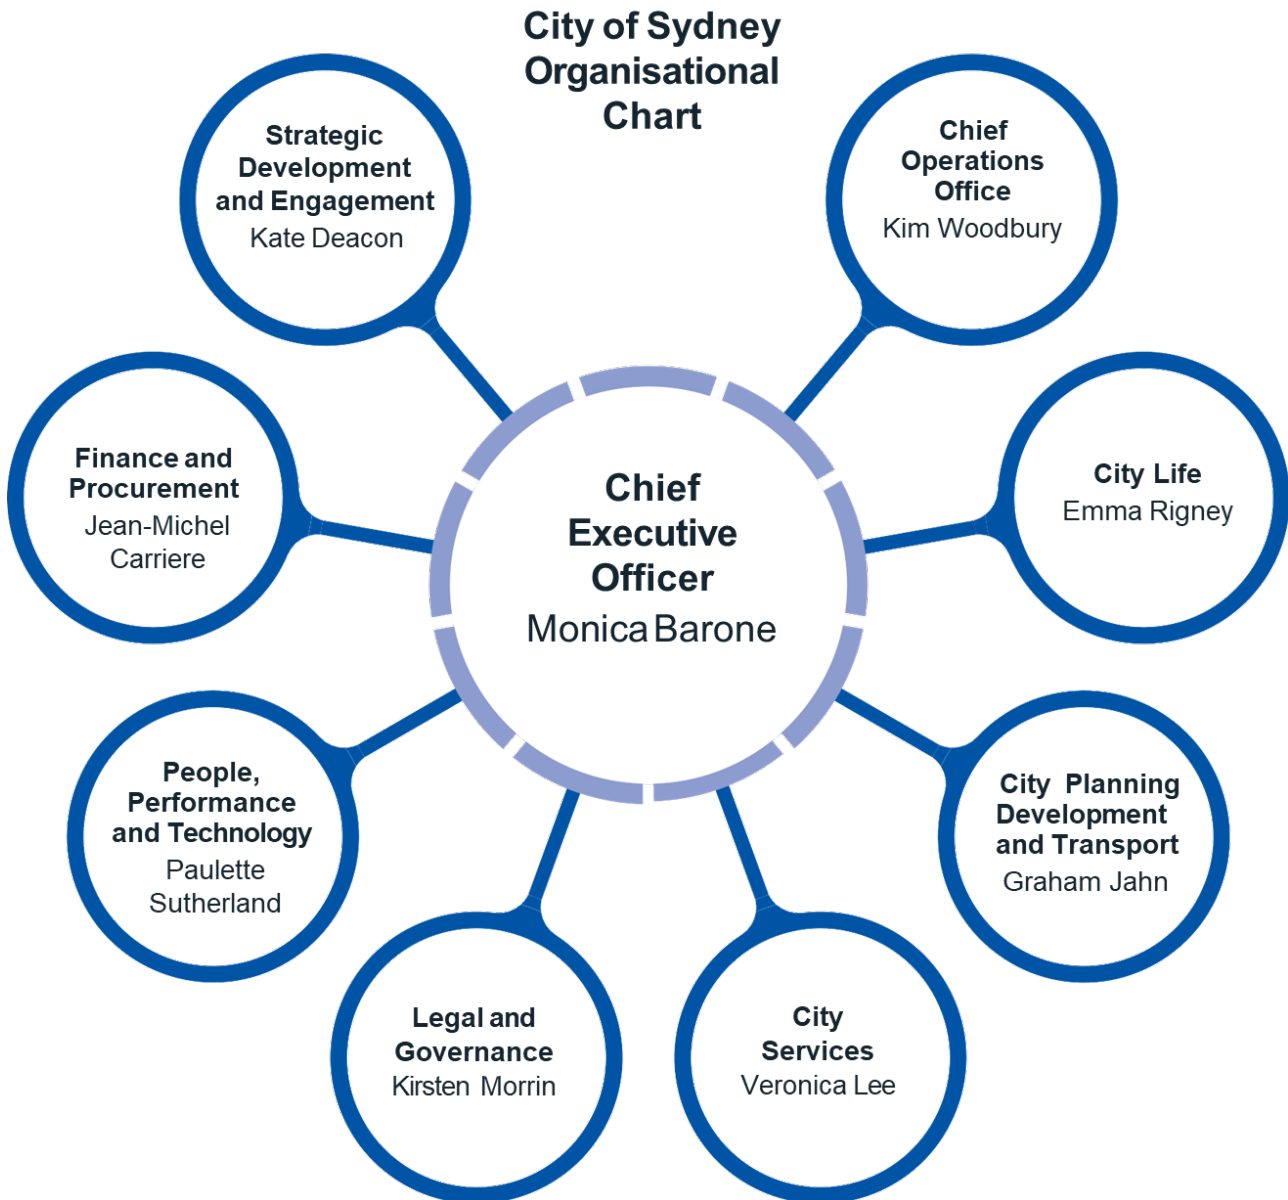 City of Sydney
Organisational
Chart
Strategic
Development
and Engagement
Kate Deacon
Chief
Operations
Office
Kim Woodbury
Finance and
Procurement
Jean-Michel
Carriere
Chief
Executive
Officer
Monica Barone
City Life
Emma Rigney
People,
Performance
and Technology
Paulette
Sutherland
City Planning
Development
and Transport
Graham Jahn
Legal and
Governance
Kirsten Morrin
City
Services
Veronica Lee